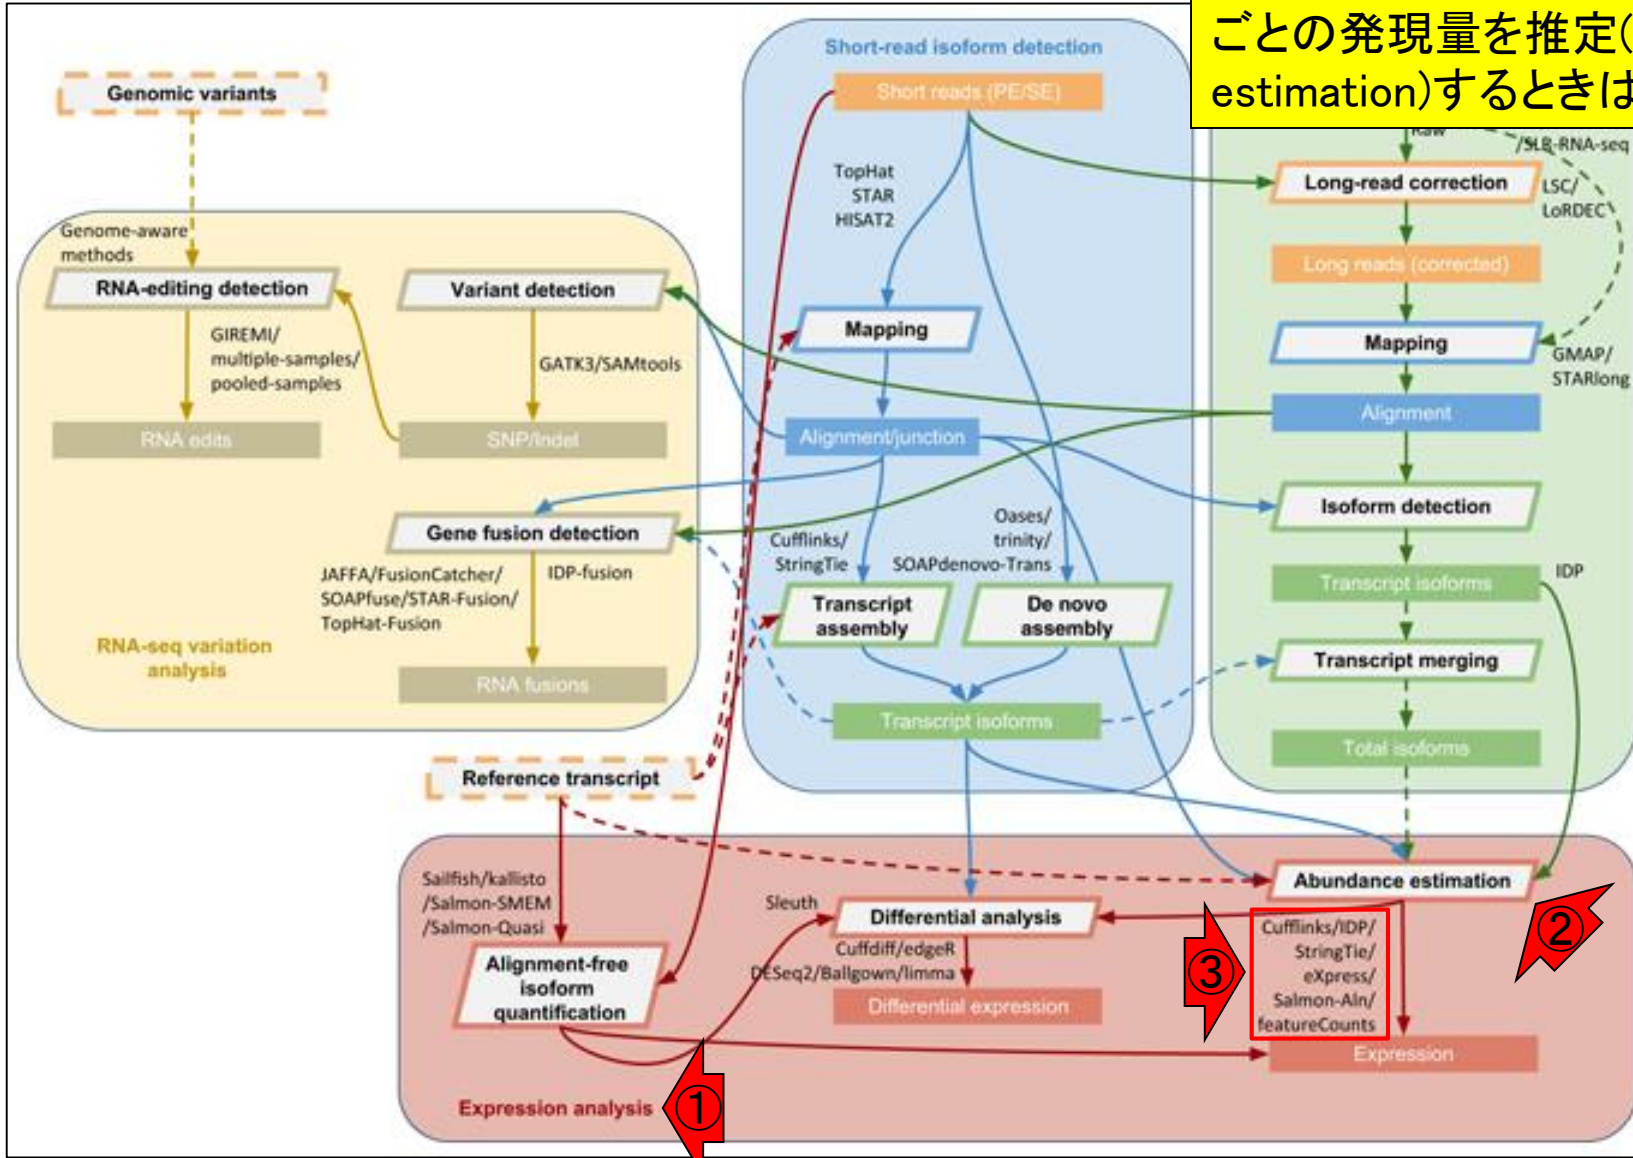 ごとの発現量を推定(
estimation)するときは
Genomic variants
Genome-aware
methods
RNA-editing detection
Variant detection
GIREMI/
multiple-samples/
pooled-samples
GATK3/SAMtools
RNA edits
SNP/Indel
Gene fusion detection
JAFFA/FusionCatcher/
SOAPfuse/STAR-Fusion/
TopHat-Fusion
IDP-fusion
RNA-seq variation
analysis
RNA fusions
Short-read isoform detection
Short reads (PE/SE)
TopHat
STAR
HISAT2
Mapping
Alignment/junction
Cufflinks/
StringTie
Oases/
trinity/
SOAPdenovo-Trans
Transcript
assembly
De novo
assembly
Transcript isoforms
Raw
/SLR-RNA-seq
Long-read correction
LSC/
LoRDEC
Long reads (corrected)
Mapping
GMAP/
STARlong
Alignment
Isoform detection
Transcript isoforms
IDP
Transcript merging
Total isoforms
Reference transcript
Sailfish/kallisto
/Salmon-SMEM
/Salmon-Quasi
Alignment-free
isoform
quantification
Sleuth
Differential analysis
Cuffdiff/edgeR
DESeq2/Ballgown/limma
Differential expression
Abundance estimation
②
③
Cufflinks/IDP/
StringTie/
eXpress/
Salmon-Aln/
featureCounts
Expression
Expression analysis
①